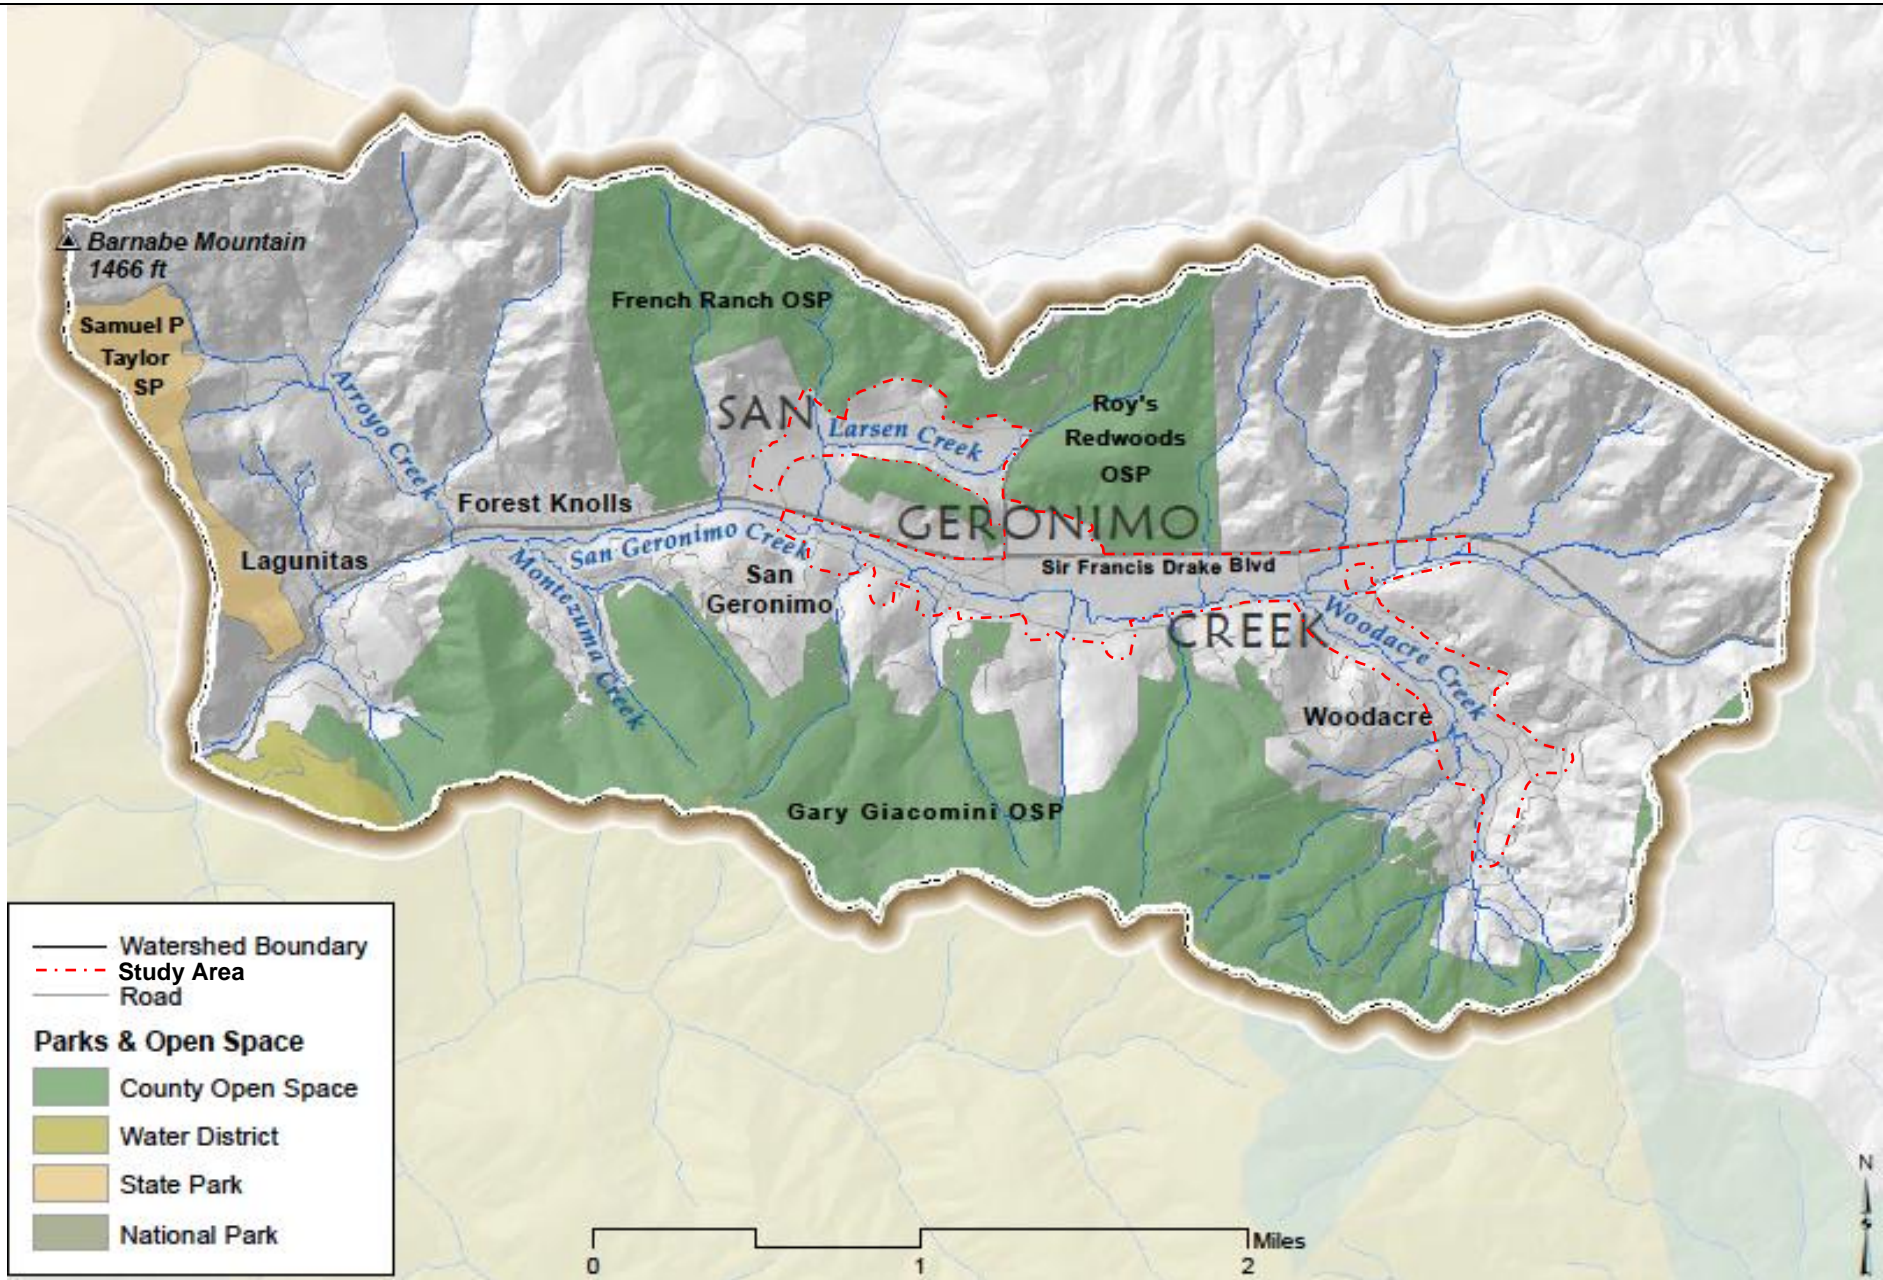 Barnabe Mountain
1466 ft
Samuel P
Taylor
SP
French Ranch OSP
Roy's
Redwoods
OSP
Arroyo Creek
SAN
Larsen Creek
Forest Knolls
GERONIMO
Lagunitas
San Geronimo Creek
Montezuma Creek
San
Geronimo
Sir Francis Drake Blvd
CREEK
Woodacre Creek
Woodacre
Gary Giacomini OSP
Watershed Boundary
Study Area
Road
Parks & Open Space
County Open Space
Water District
State Park
National Park
N
Miles
0 1 2